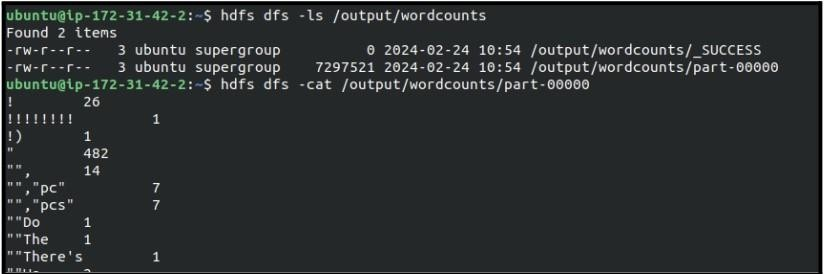 ubuntu@ip-172-31-42-2:~$ hdfs dfs -ls /output/wordcounts
Found 2 items
-rw-r--r--   3 ubuntu supergroup          0 2024-02-24 10:54 /output/wordcounts/_SUCCESS
-rw-r--r--   3 ubuntu supergroup    7297521 2024-02-24 10:54 /output/wordcounts/part-00000
ubuntu@ip-172-31-42-2:~$ hdfs dfs -cat /output/wordcounts/part-00000
!       26
!!!!!!!!        1
!)      1
"       482
"",     14
"","pc"         7
"","pcs"        7
""Do    1
""The   1
""There's       1